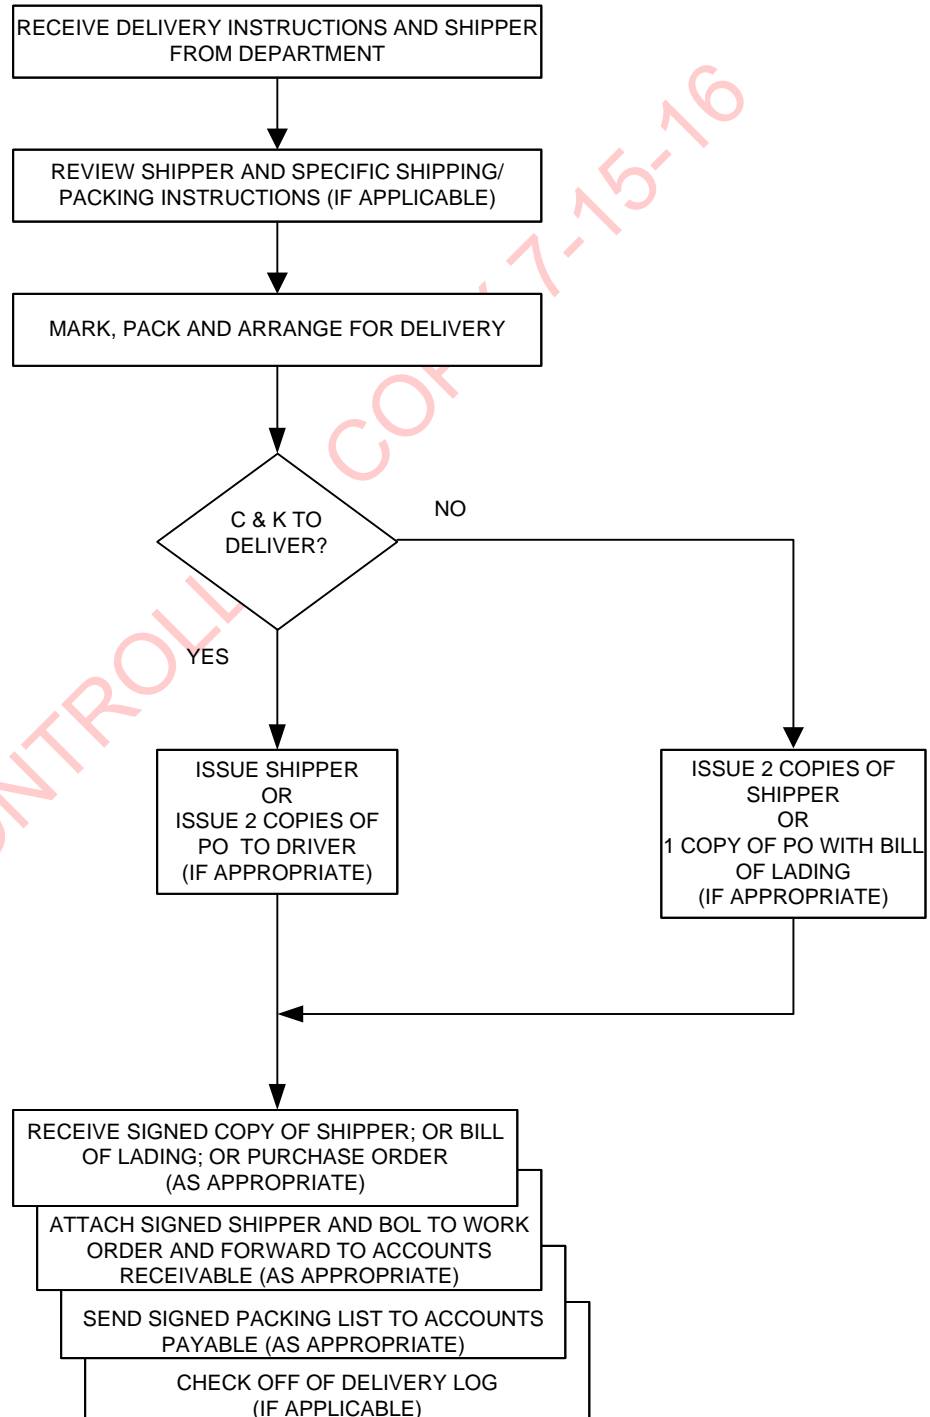 RECEIVE DELIVERY INSTRUCTIONS AND SHIPPER
FROM DEPARTMENT
REVIEW SHIPPER AND SPECIFIC SHIPPING/
PACKING INSTRUCTIONS (IF APPLICABLE)
MARK, PACK AND ARRANGE FOR DELIVERY
C & K TO
DELIVER?
NO
YES
ISSUE SHIPPER
OR
ISSUE 2 COPIES OF
PO TO DRIVER
(IF APPROPRIATE)
ISSUE 2 COPIES OF
SHIPPER
OR
1 COPY OF PO WITH BILL
OF LADING
(IF APPROPRIATE)
RECEIVE SIGNED COPY OF SHIPPER; OR BILL
OF LADING; OR PURCHASE ORDER
(AS APPROPRIATE)
ATTACH SIGNED SHIPPER AND BOL TO WORK
ORDER AND FORWARD TO ACCOUNTS
RECEIVABLE (AS APPROPRIATE)
SEND SIGNED PACKING LIST TO ACCOUNTS
PAYABLE (AS APPROPRIATE)
CHECK OFF OF DELIVERY LOG
(IF APPLICABLE)
7-15-16